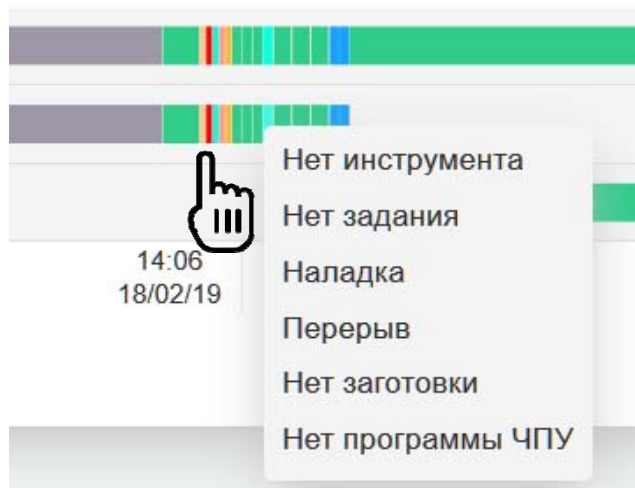 Нет инструмента
Нет задания
14:06
18/02/19
Наладка
Перерыв
Нет заготовки
Нет программы ЧПУ